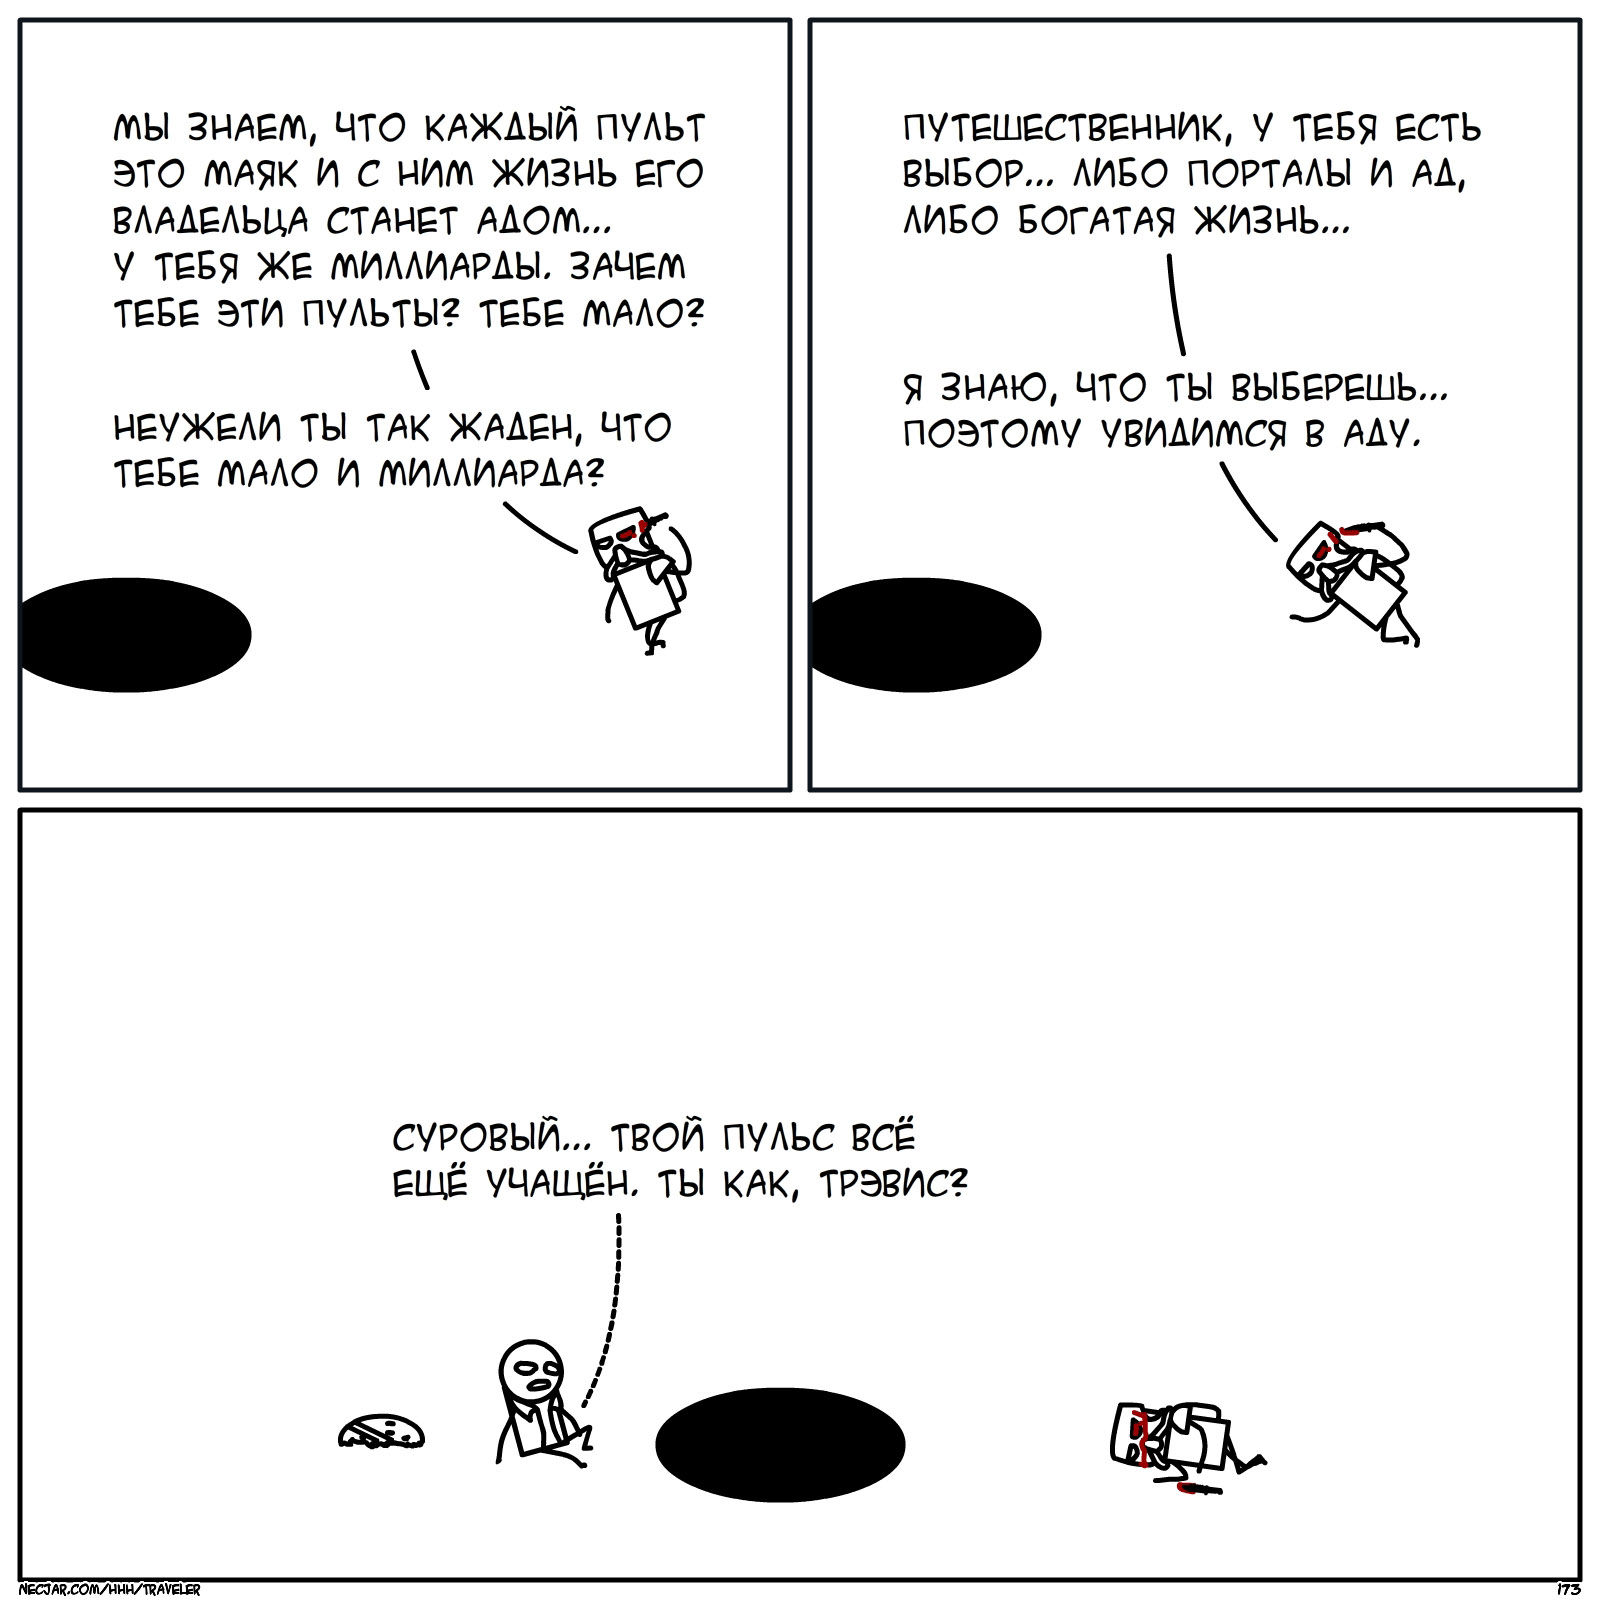 МЫ ЗНАЕМ, ЧТО КАЖДЫЙ ПУЛЬТ
ЭТО МАЯК И С НИМ ЖИЗНЬ ЕГО
ВЛАДЕЛЬЦА СТАНЕТ АДОМ...
У ТЕБЯ ЖЕ МИЛЛИАРДЫ. ЗАЧЕМ
ТЕБЕ ЭТИ ПУЛЬТЫ? ТЕБЕ МАЛО?
НЕУЖЕЛИ ТЫ ТАК ЖАДЕН, ЧТО
ТЕБЕ МАЛО И МИЛЛИАРДА?
ПУТЕШЕСТВЕННИК, У ТЕБЯ ЕСТЬ
ВЫБОР... ЛИБО ПОРТАЛЫ И АД,
ЛИБО БОГАТАЯ ЖИЗНЬ...
Я ЗНАЮ, ЧТО ТЫ ВЫБЕРЕШЬ...
ПОЭТОМУ УВИДИМСЯ В АДУ.
СУРОВЫЙ... ТВОЙ ПУЛЬС ВСЁ
ЕЩЁ УЧАЩЁН. ТЫ КАК, ТРЭВИС?
NECJAR.COM/HHH/TRAVELER
173